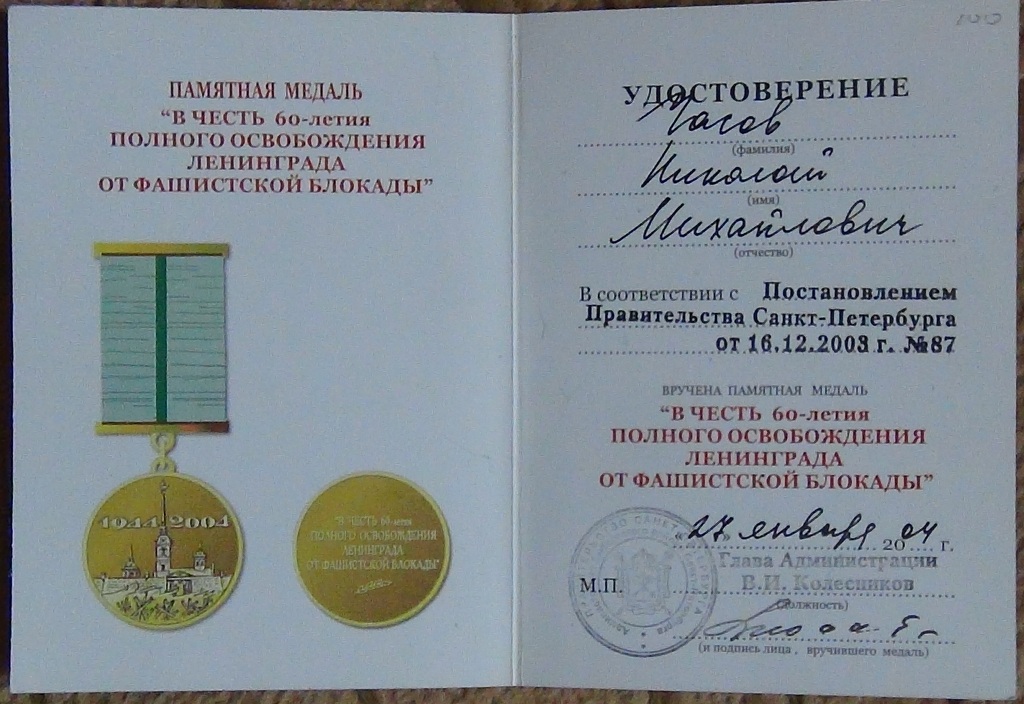 ПАМЯТНАЯ МЕДАЛЬ
“В ЧЕСТЬ 60-летия
ПОЛНОГО ОСВОБОЖДЕНИЯ
ЛЕНИНГРАДА
ОТ ФАШИСТСКОЙ БЛОКАДЫ”
1944 2004
"В ЧЕСТЬ 60-летия
ПОЛНОГО ОСВОБОЖДЕНИЯ
ЛЕНИНГРАДА
ОТ ФАШИСТСКОЙ БЛОКАДЫ"
100
УДОСТОВЕРЕНИЕ
Часов
(фамилия)
Николай
(имя)
Михайлович
(отчество)
В соответствии с Постановлением
Правительства Санкт-Петербурга
от 16.12.2003 г. №87
ВРУЧЕНА ПАМЯТНАЯ МЕДАЛЬ
“В ЧЕСТЬ 60-летия
ПОЛНОГО ОСВОБОЖДЕНИЯ
ЛЕНИНГРАДА
ОТ ФАШИСТСКОЙ БЛОКАДЫ”
“27” января 2004 г.
Глава Администрации
М.П. В.И. Колесников
(должность)
(и подпись лица, вручившего медаль)